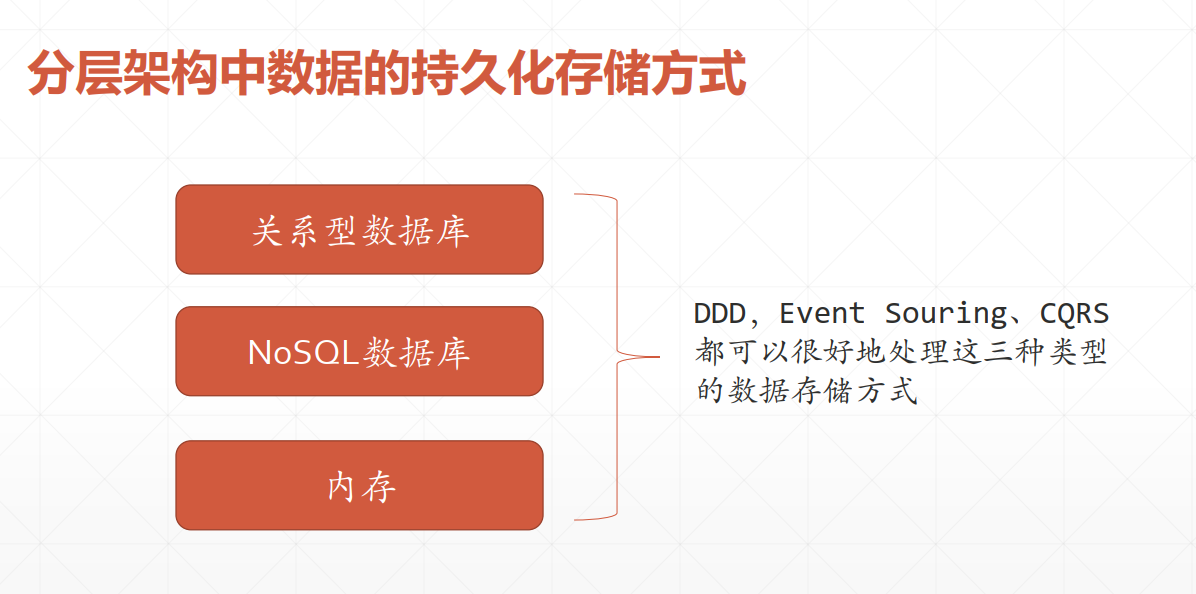 分层架构中数据的持久化存储方式
关系型数据库
NoSQL数据库
内存
DDD，Event Souring、CQRS
都可以很好地处理这三种类型
的数据存储方式